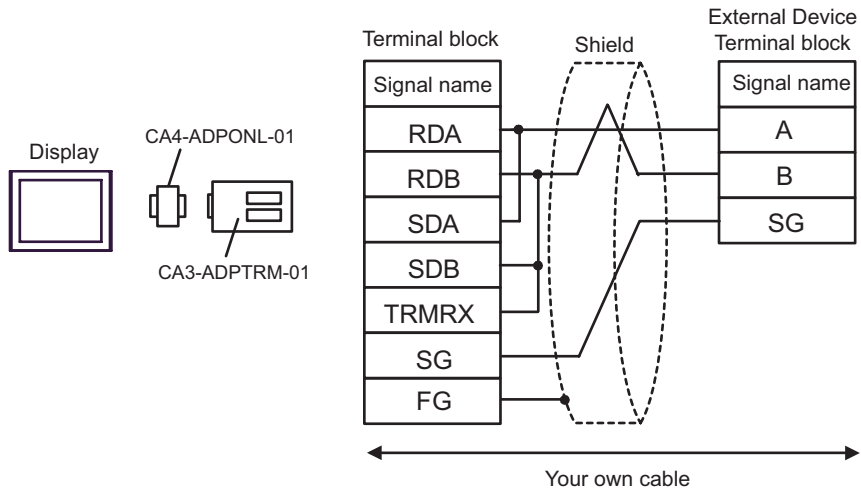 Display
CA4-ADPONL-01
CA3-ADPTRM-01
Terminal block
Signal name
RDA
RDB
SDA
SDB
TRMRX
SG
FG
Shield
External Device
Terminal block
Signal name
A
B
SG
Your own cable